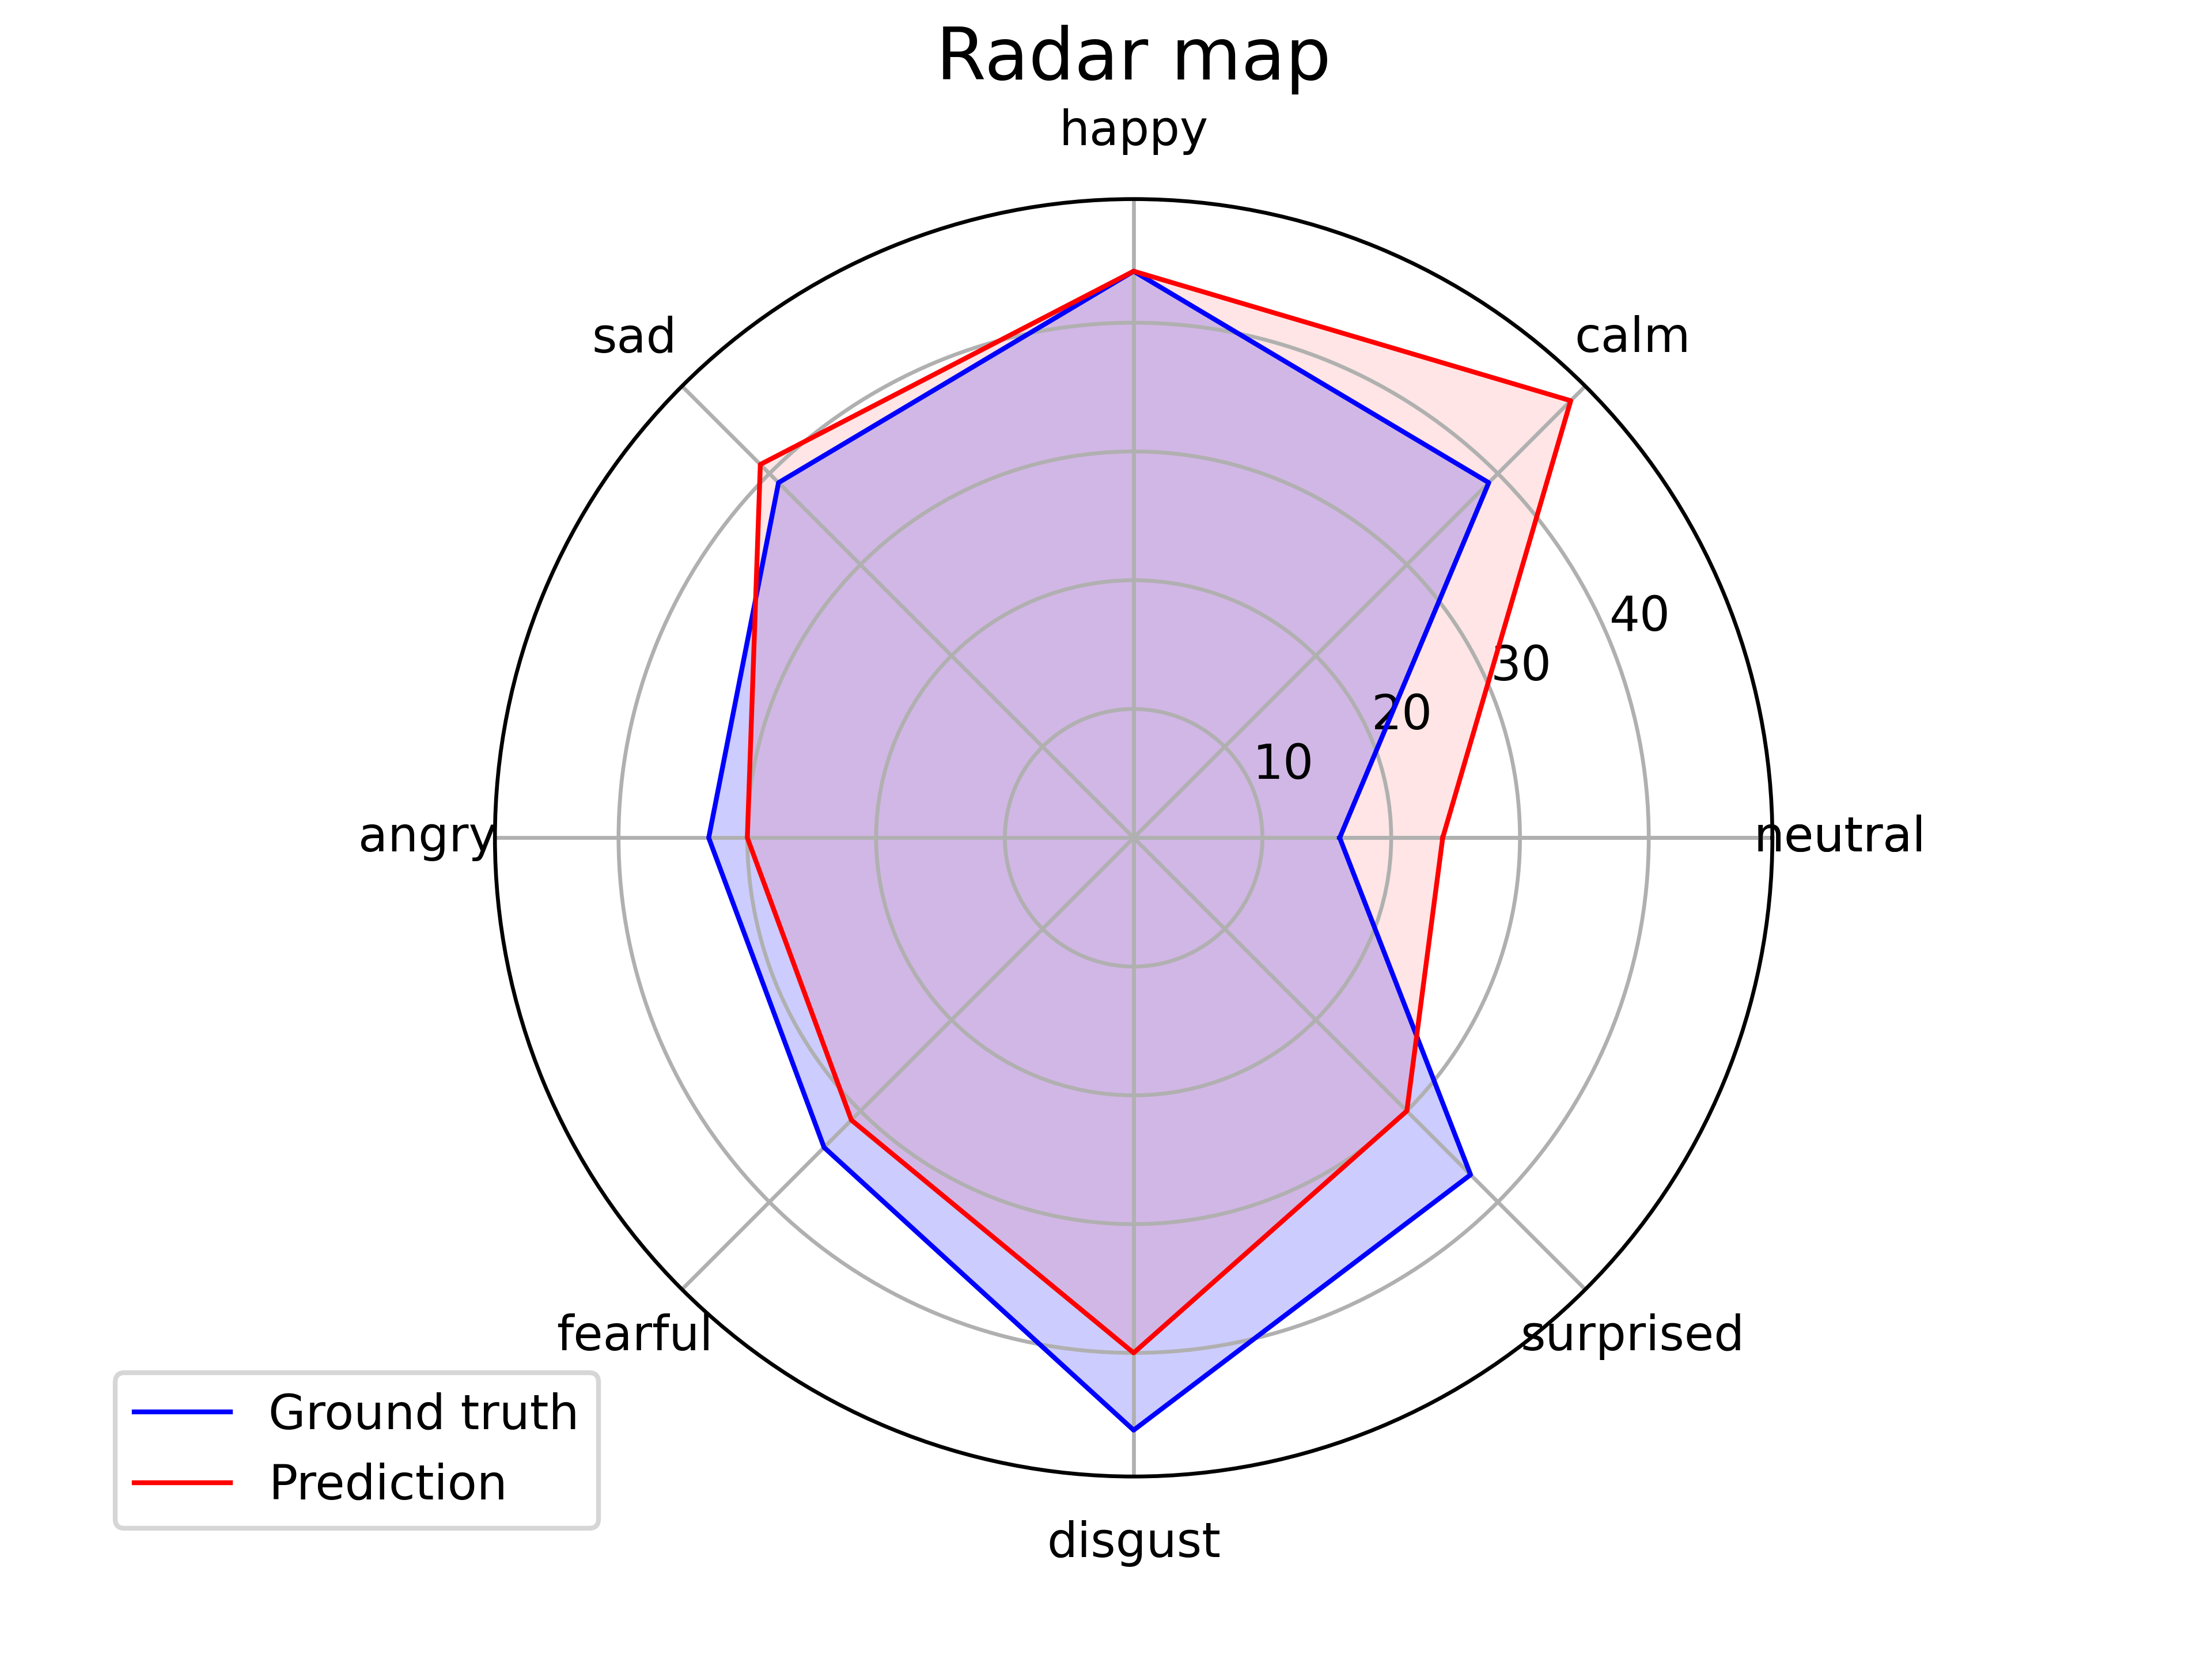 Radar map
happy
calm
sad
40
30
20
10
angry
neutral
fearful
surprised
disgust
Ground truth
Prediction